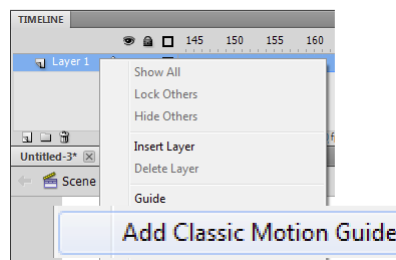 TIMELINE
145 150 155 160
Layer 1
Show All
Lock Others
Hide Others
Insert Layer
Delete Layer
Untitled-3*
Scene
Guide
Add Classic Motion Guide